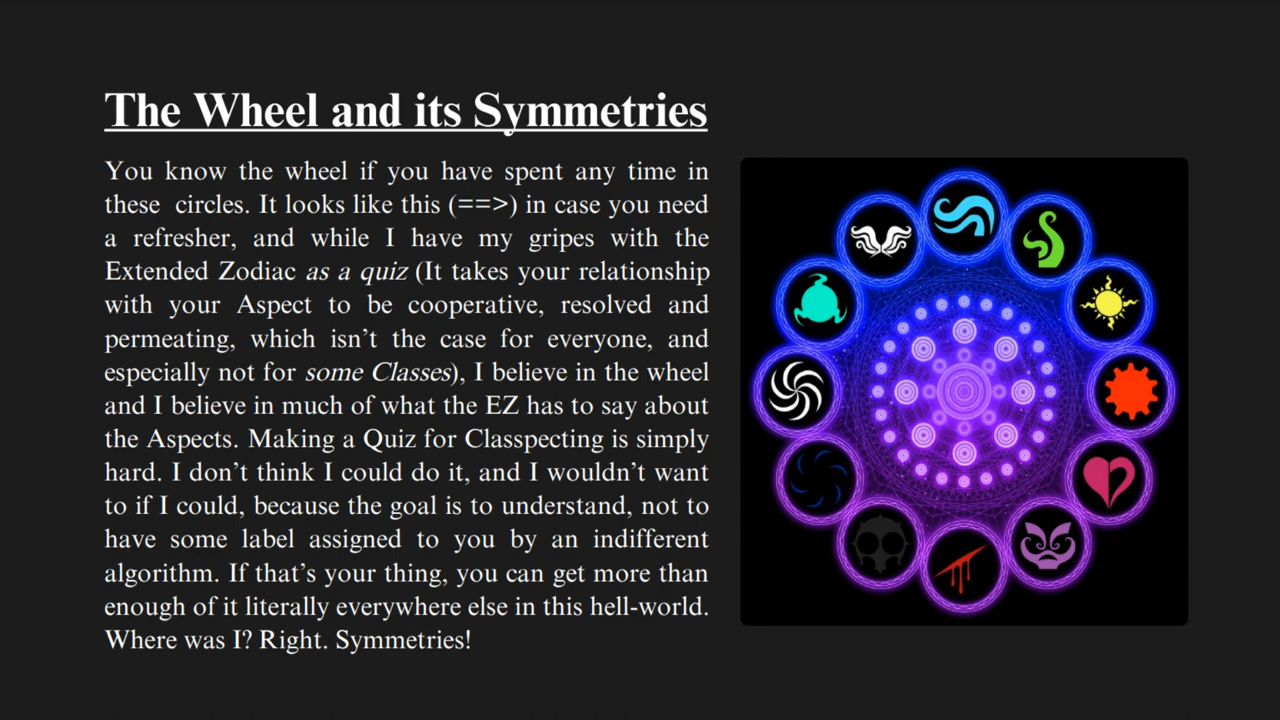 The Wheel and its Symmetries
You know the wheel if you have spent any time in
these circles. It looks like this (==>) in case you need
a refresher, and while I have my gripes with the
Extended Zodiac as a quiz (It takes your relationship
with your Aspect to be cooperative, resolved and
permeating, which isn’t the case for everyone, and
especially not for some Classes), I believe in the wheel
and I believe in much of what the EZ has to say about
the Aspects. Making a Quiz for Classpecting is simply
hard. I don’t think I could do it, and I wouldn’t want
to if I could, because the goal is to understand, not to
have some label assigned to you by an indifferent
algorithm. If that’s your thing, you can get more than
enough of it literally everywhere else in this hell-world.
Where was I? Right. Symmetries!